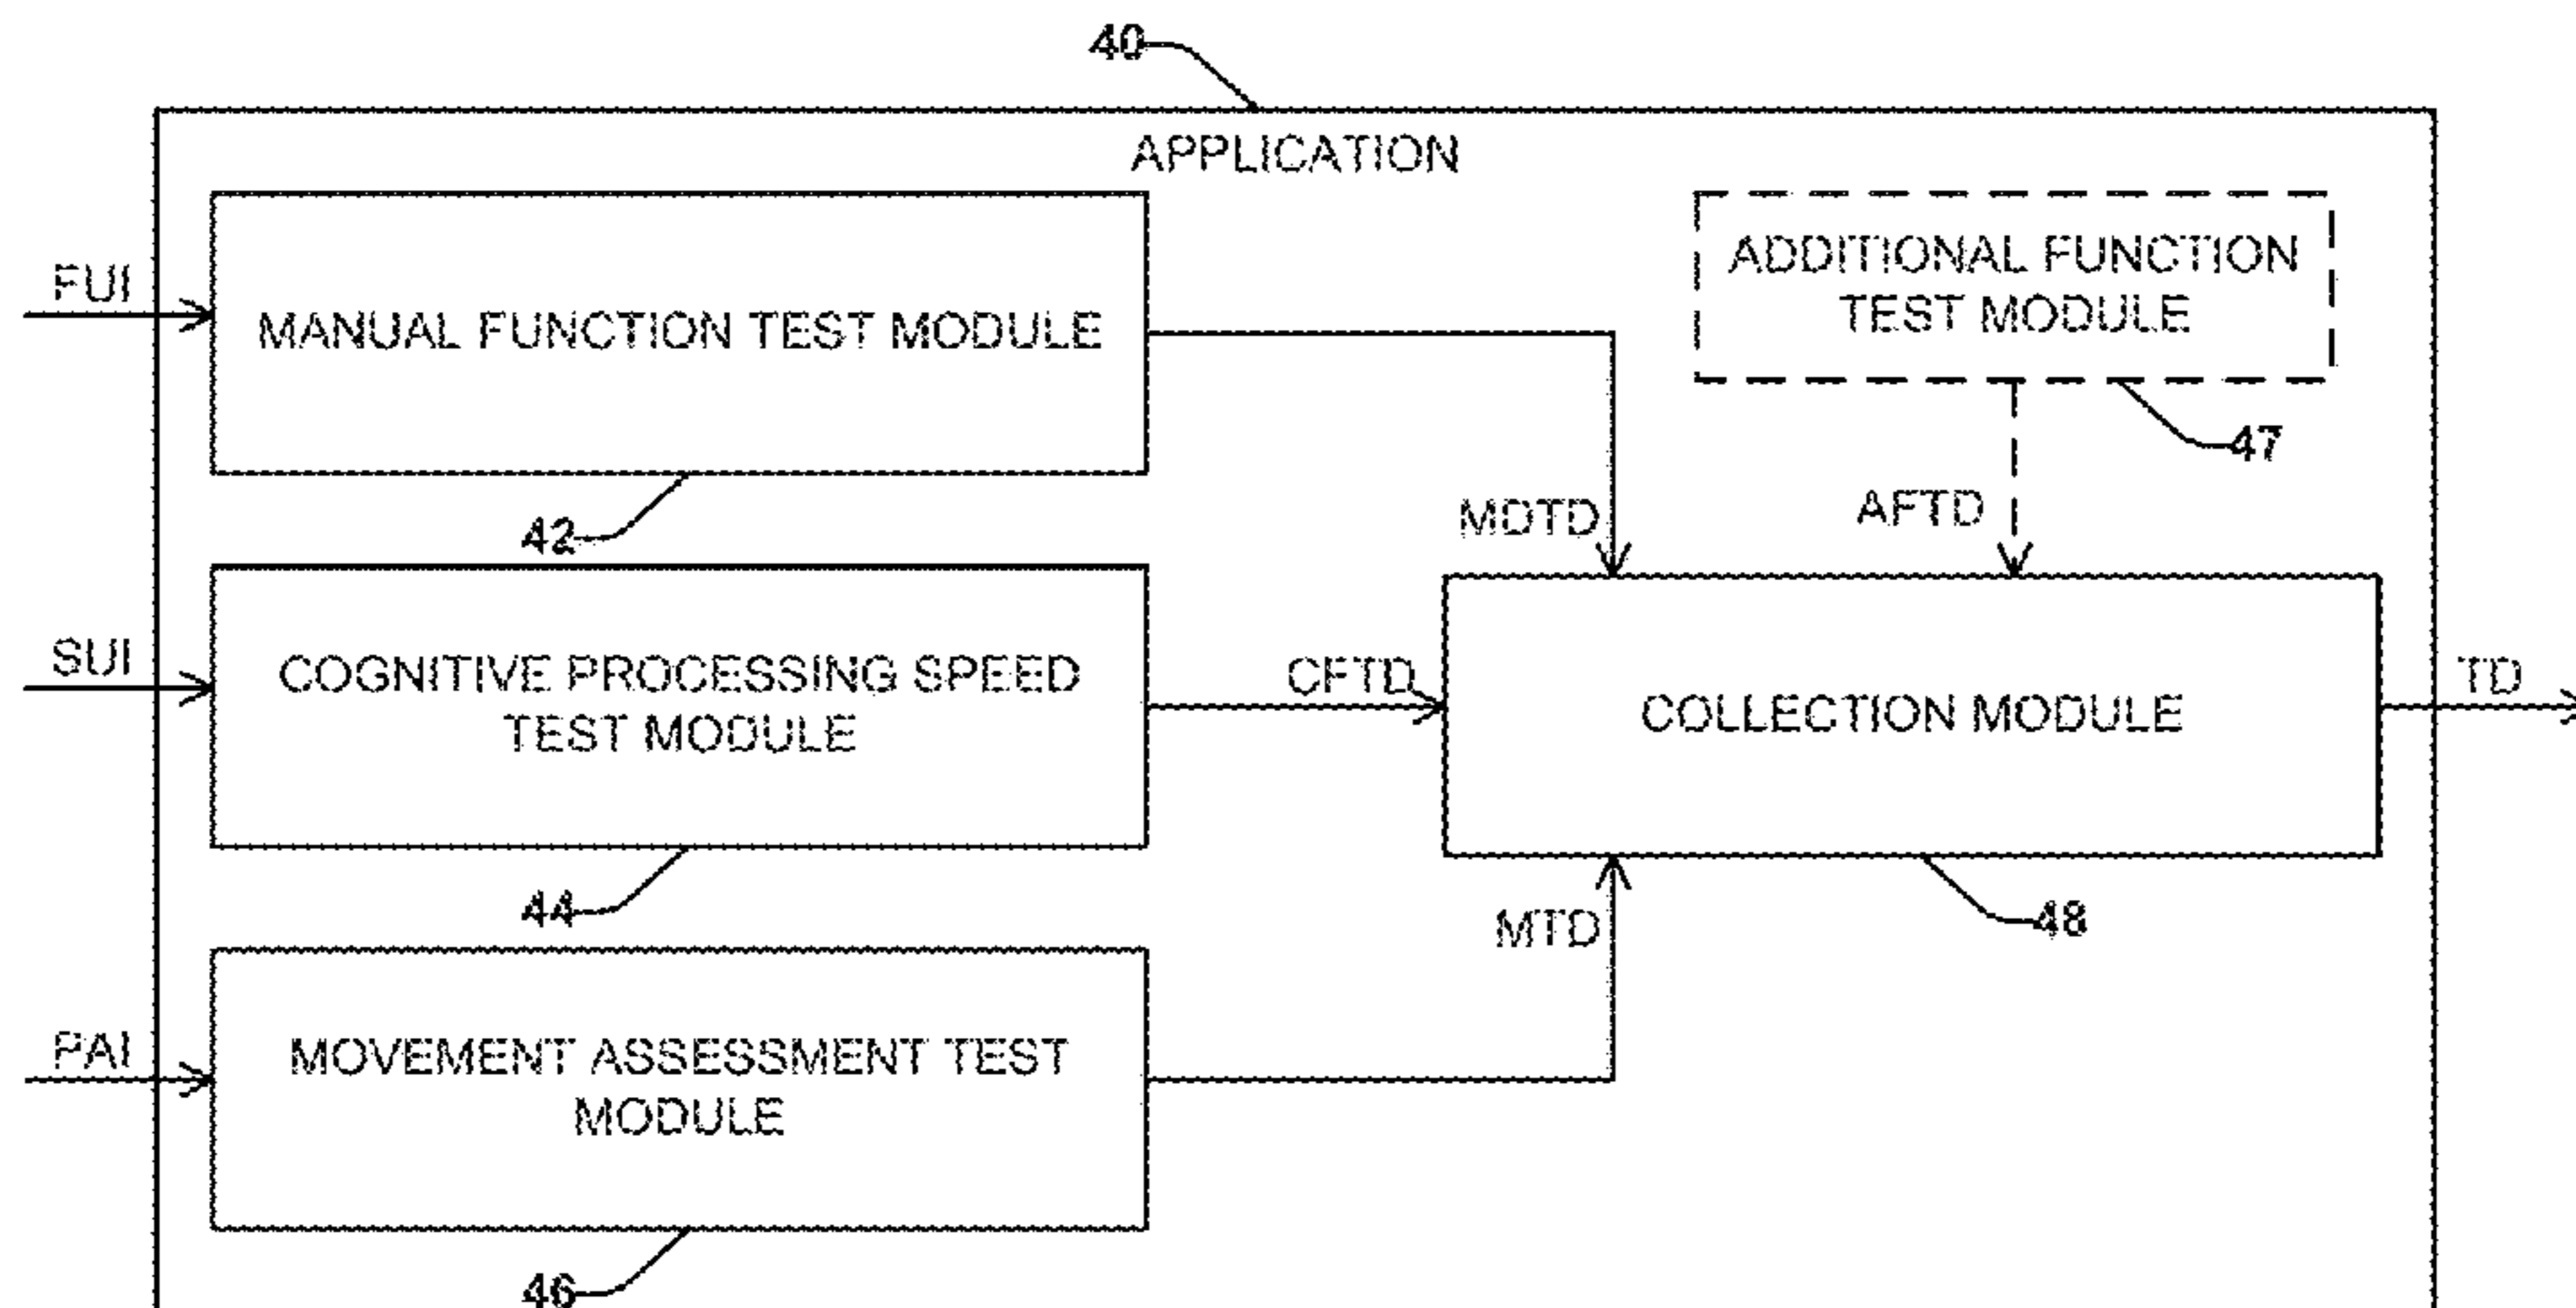 40
APPLICATION
FUI
MANUAL FUNCTION TEST MODULE
42
ADDITIONAL FUNCTION
TEST MODULE
47
MDTD
AFTD
SUI
COGNITIVE PROCESSING SPEED
TEST MODULE
44
CFTD
COLLECTION MODULE
48
TD
MTD
PAI
MOVEMENT ASSESSMENT TEST
MODULE
46